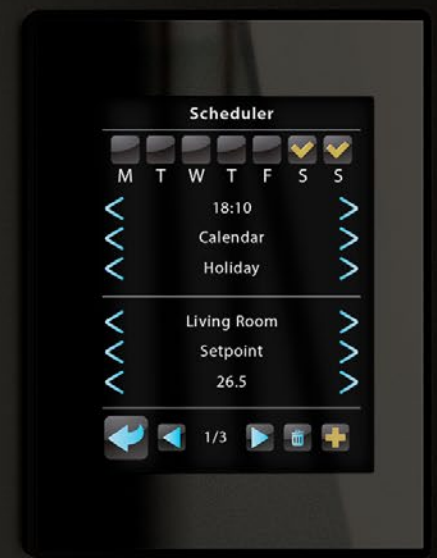 Scheduler
M T W T F S S
18:10
Calendar
Holiday
Living Room
Setpoint
26.5
1/3